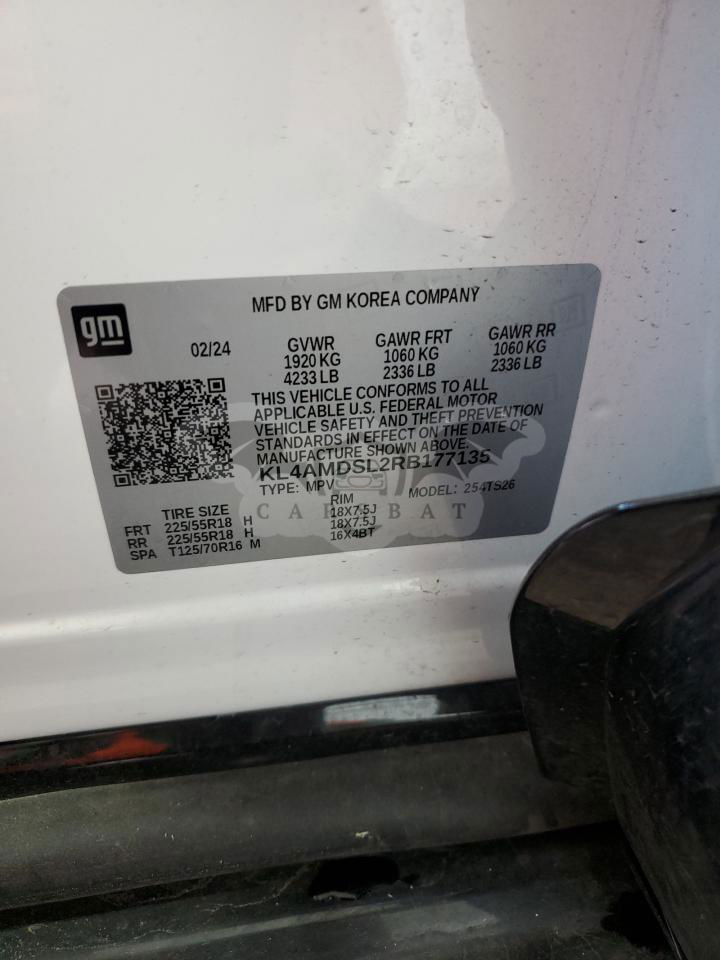 gm
MFD BY GM KOREA COMPANY
02/24
GVWR
1920 KG
4233 LB
GAWR FRT
1060 KG
2336 LB
GAWR RR
1060 KG
2336 LB
THIS VEHICLE CONFORMS TO ALL
APPLICABLE U.S. FEDERAL MOTOR
VEHICLE SAFETY AND THEFT PREVENTION
STANDARDS IN EFFECT ON THE DATE OF
MANUFACTURE SHOWN ABOVE.
KL4AMDSL2RB177135
TYPE: MPV MODEL: 254TS26
TIRE SIZE RIM
FRT 225/55R18 H 18X7.5J
RR 225/55R18 H 18X7.5J
SPA T125/70R16 M 16X4BT